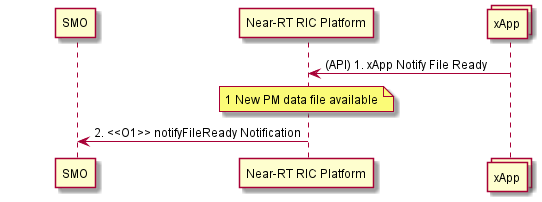 SMO
Near-RT RIC Platform
xApp
(API) 1. xApp Notify File Ready
1 New PM data file available
2. <<O1>> notifyFileReady Notification
SMO
Near-RT RIC Platform
xApp